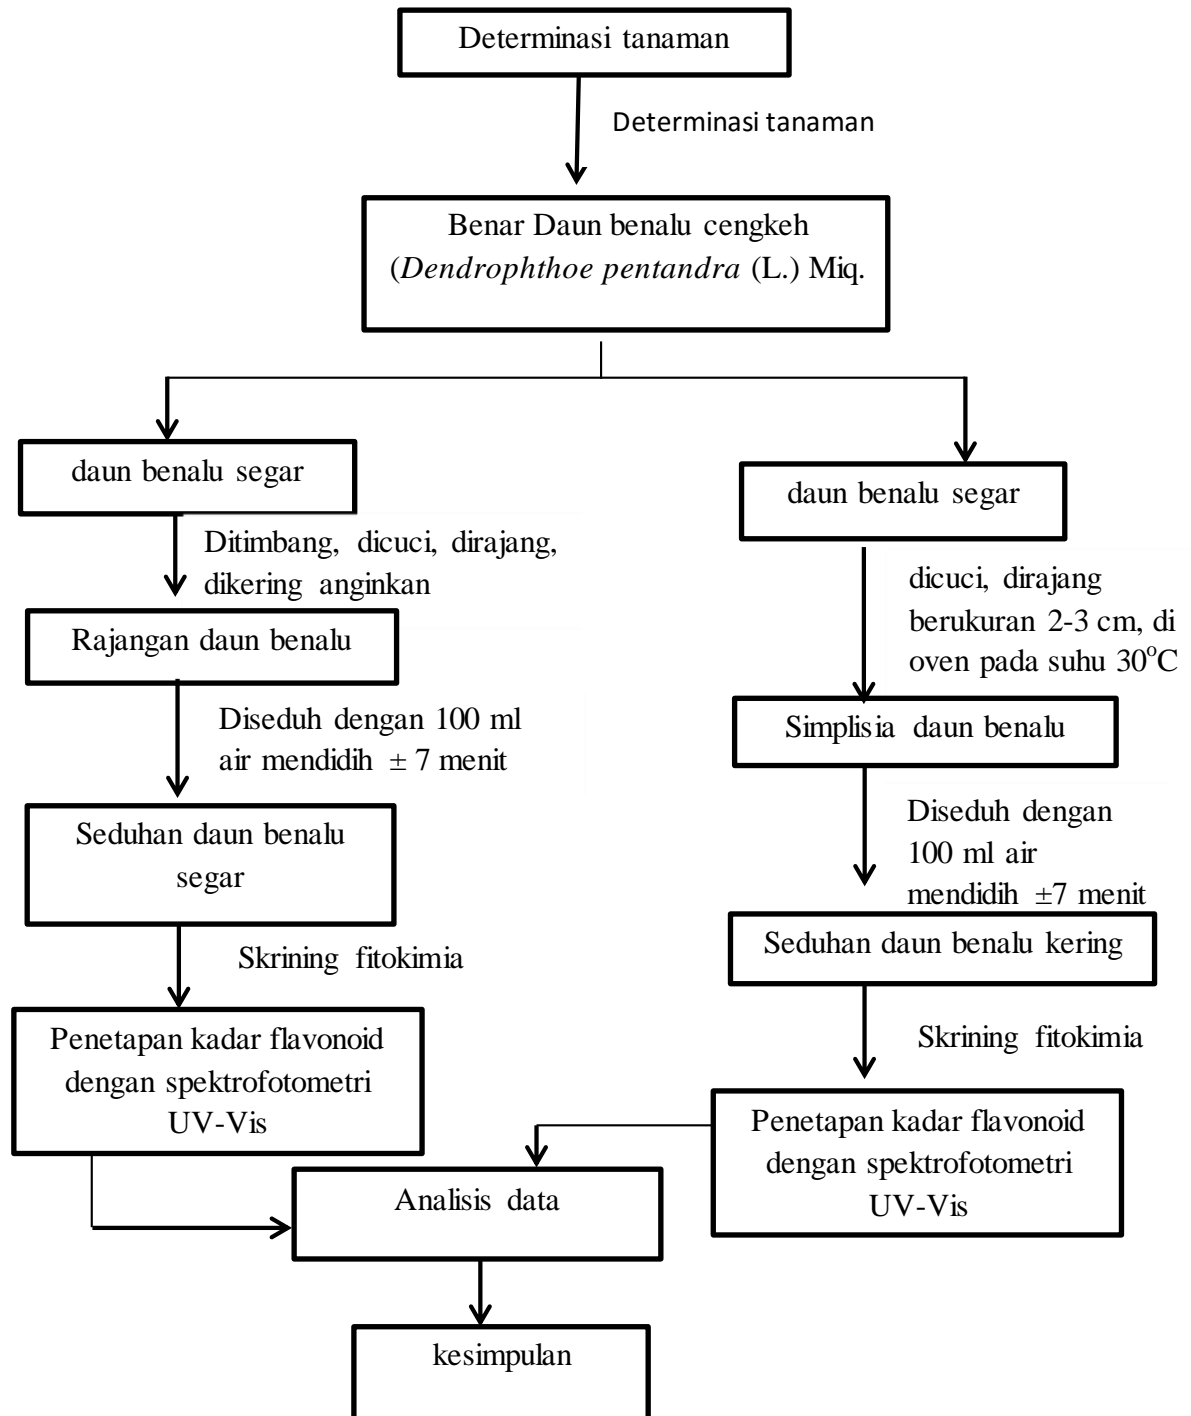 Determinasi tanaman
Determinasi tanaman
Benar Daun benalu cengkeh
(Dendrophthoe pentandra (L.) Miq.
daun benalu segar
Ditimbang, dicuci, dirajang,
dikering anginkan
Rajangan daun benalu
Diseduh dengan 100 ml
air mendidih ± 7 menit
Seduhan daun benalu
segar
Skrining fitokimia
Penetapan kadar flavonoid
dengan spektrofotometri
UV-Vis
daun benalu segar
dicuci, dirajang
berukuran 2-3 cm, di
oven pada suhu 30°C
Simplisia daun benalu
Diseduh dengan
100 ml air
mendidih ±7 menit
Seduhan daun benalu kering
Skrining fitokimia
Penetapan kadar flavonoid
dengan spektrofotometri
UV-Vis
Analisis data
kesimpulan